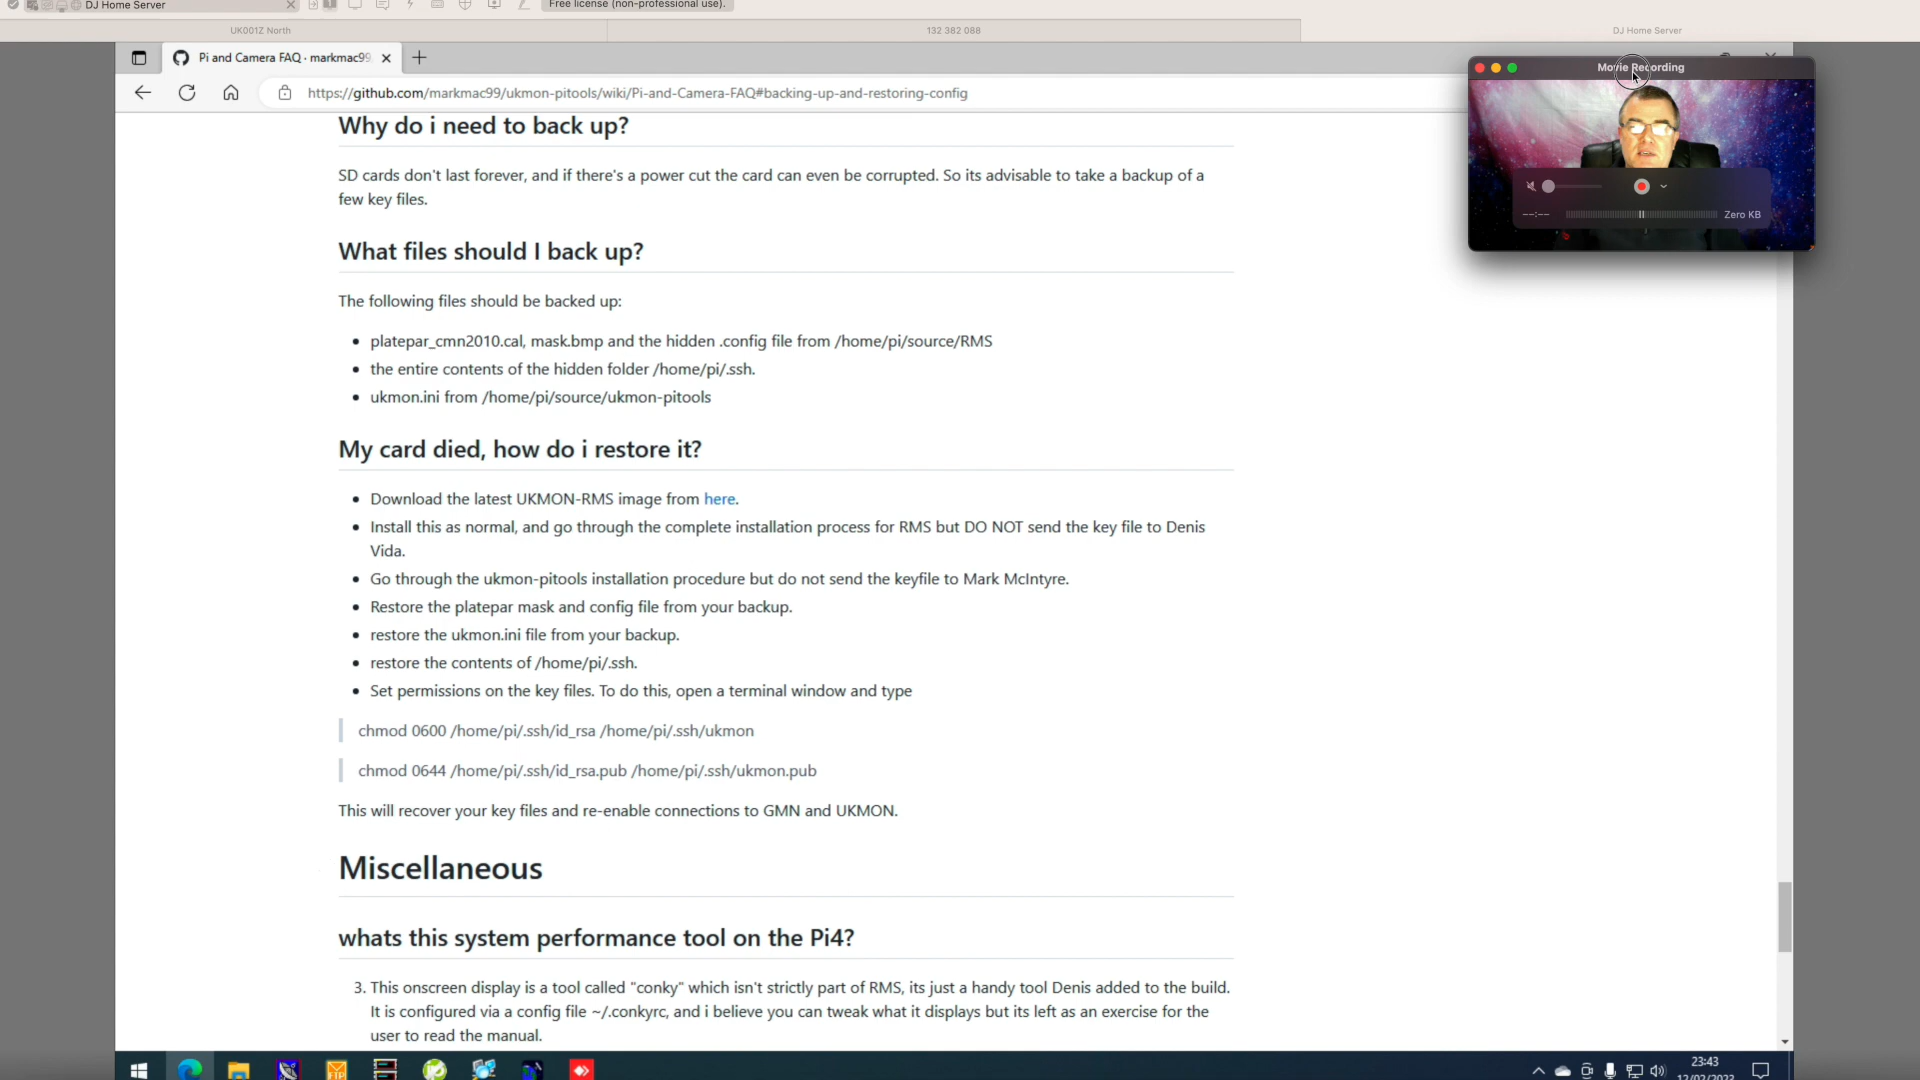 DJ Home Server
Free license (non-professional use).
UK001Z North
132 382 088
DJ Home Server
Pi and Camera FAQ · markmac99
https://github.com/markmac99/ukmon-pitools/wiki/Pi-and-Camera-FAQ#backing-up-and-restoring-config
Movie Recording
--:--
Zero KB
Why do i need to back up?
SD cards don't last forever, and if there's a power cut the card can even be corrupted. So its advisable to take a backup of a
few key files.
What files should I back up?
The following files should be backed up:
• platepar_cmn2010.cal, mask.bmp and the hidden .config file from /home/pi/source/RMS
• the entire contents of the hidden folder /home/pi/.ssh.
• ukmon.ini from /home/pi/source/ukmon-pitools
My card died, how do i restore it?
• Download the latest UKMON-RMS image from here.
• Install this as normal, and go through the complete installation process for RMS but DO NOT send the key file to Denis
Vida.
• Go through the ukmon-pitools installation procedure but do not send the keyfile to Mark McIntyre.
• Restore the platepar mask and config file from your backup.
• restore the ukmon.ini file from your backup.
• restore the contents of /home/pi/.ssh.
• Set permissions on the key files. To do this, open a terminal window and type
chmod 0600 /home/pi/.ssh/id_rsa /home/pi/.ssh/ukmon
chmod 0644 /home/pi/.ssh/id_rsa.pub /home/pi/.ssh/ukmon.pub
This will recover your key files and re-enable connections to GMN and UKMON.
Miscellaneous
whats this system performance tool on the Pi4?
3. This onscreen display is a tool called "conky" which isn't strictly part of RMS, its just a handy tool Denis added to the build.
It is configured via a config file ~/.conkyrc, and i believe you can tweak what it displays but its left as an exercise for the
user to read the manual.
FTP
23:43
12/02/2023